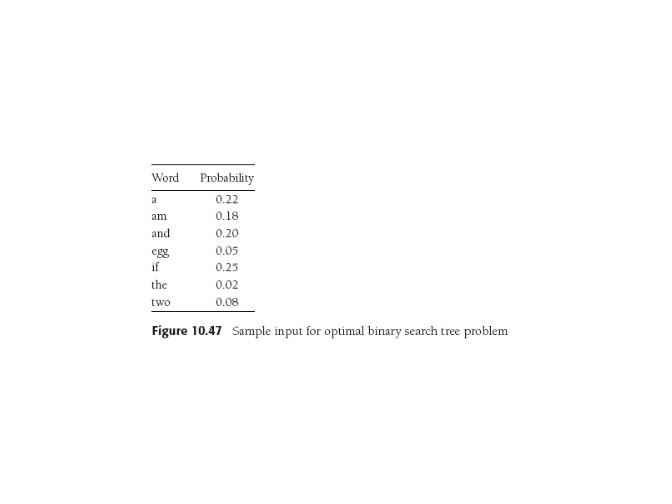 Word Probability
a 0.22
am 0.18
and 0.20
egg 0.05
if 0.25
the 0.02
two 0.08
Figure 10.47 Sample input for optimal binary search tree problem